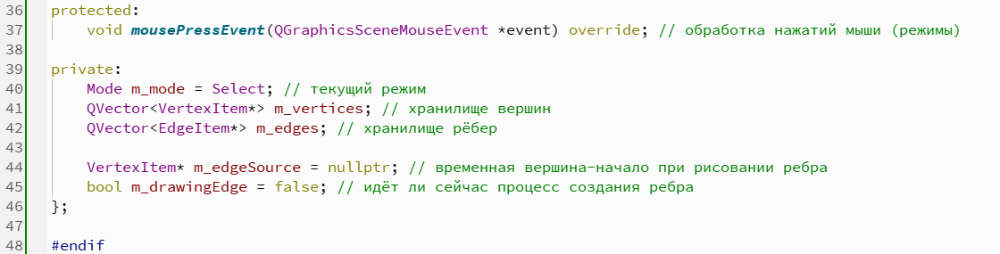 36 protected:
37     void mousePressEvent(QGraphicsSceneMouseEvent *event) override; // обработка нажатий мыши (режимы)
38
39 private:
40     Mode m_mode = Select; // текущий режим
41     QVector<VertexItem*> m_vertices; // хранилище вершин
42     QVector<EdgeItem*> m_edges; // хранилище рёбер
43
44     VertexItem* m_edgeSource = nullptr; // временная вершина-начало при рисовании ребра
45     bool m_drawingEdge = false; // идёт ли сейчас процесс создания ребра
46 };
47
48 #endif